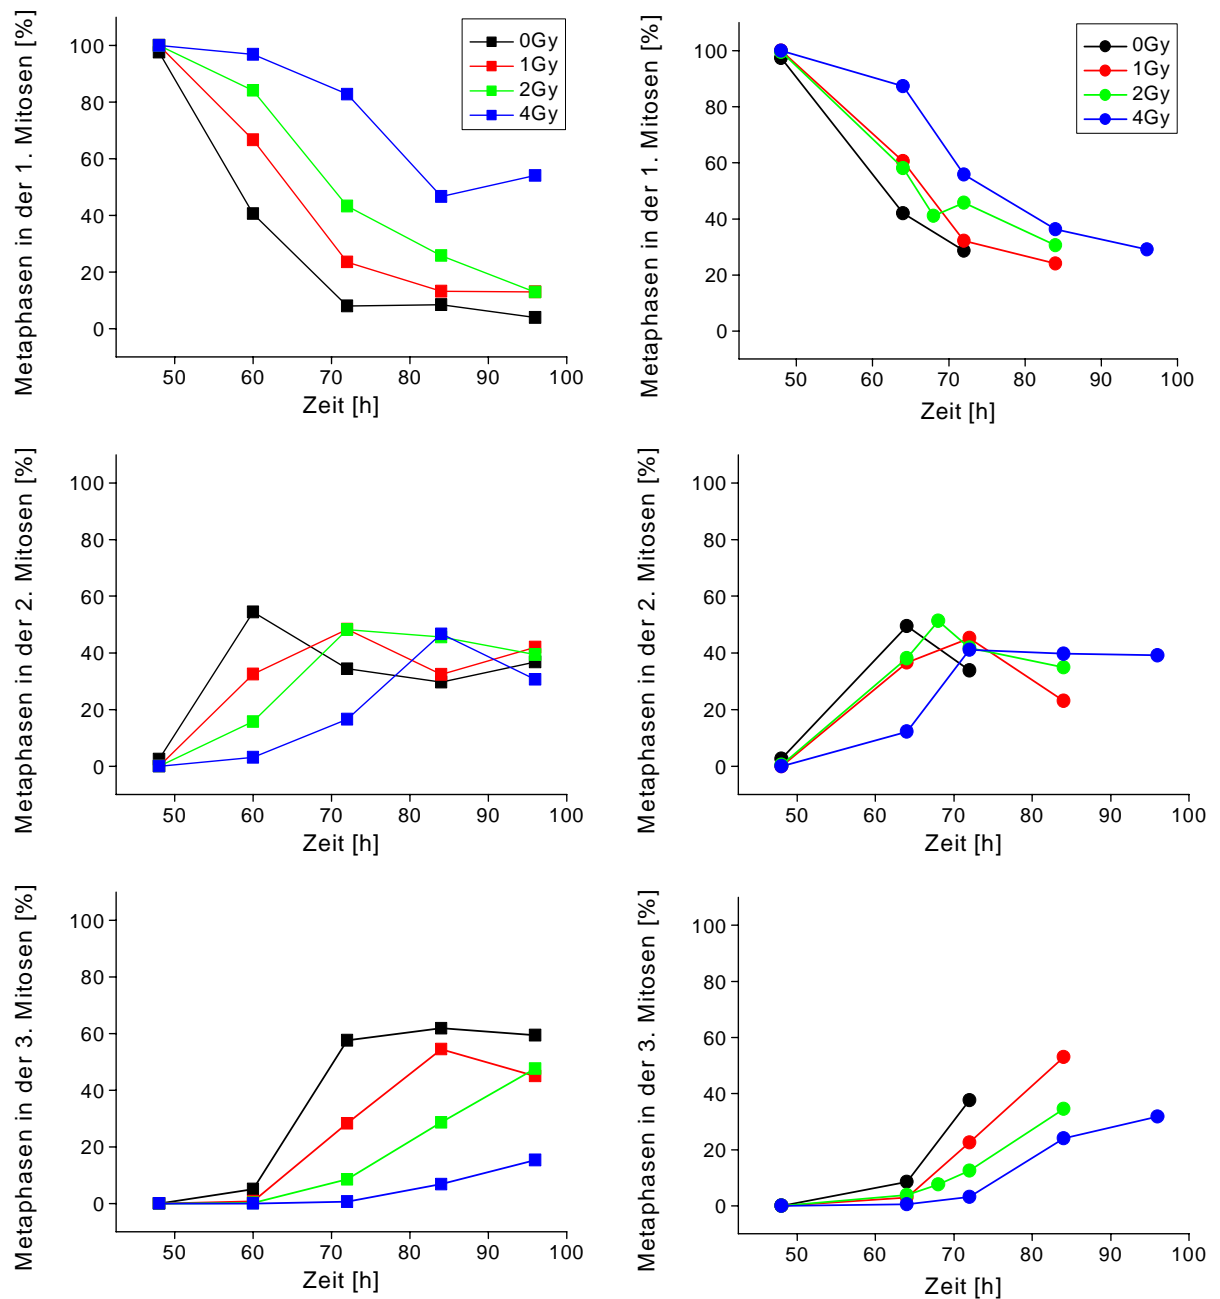 Metaphasen in der 1. Mitosen [%]
100
80
60
40
20
0
0Gy
1Gy
2Gy
4Gy
50 60 70 80 90 100
Zeit [h]
Metaphasen in der 1. Mitosen [%]
100
80
60
40
20
0
0Gy
1Gy
2Gy
4Gy
50 60 70 80 90 100
Zeit [h]
Metaphasen in der 2. Mitosen [%]
100
80
60
40
20
0
50 60 70 80 90 100
Zeit [h]
Metaphasen in der 2. Mitosen [%]
100
80
60
40
20
0
50 60 70 80 90 100
Zeit [h]
Metaphasen in der 3. Mitosen [%]
100
80
60
40
20
0
50 60 70 80 90 100
Zeit [h]
Metaphasen in der 3. Mitosen [%]
100
80
60
40
20
0
50 60 70 80 90 100
Zeit [h]